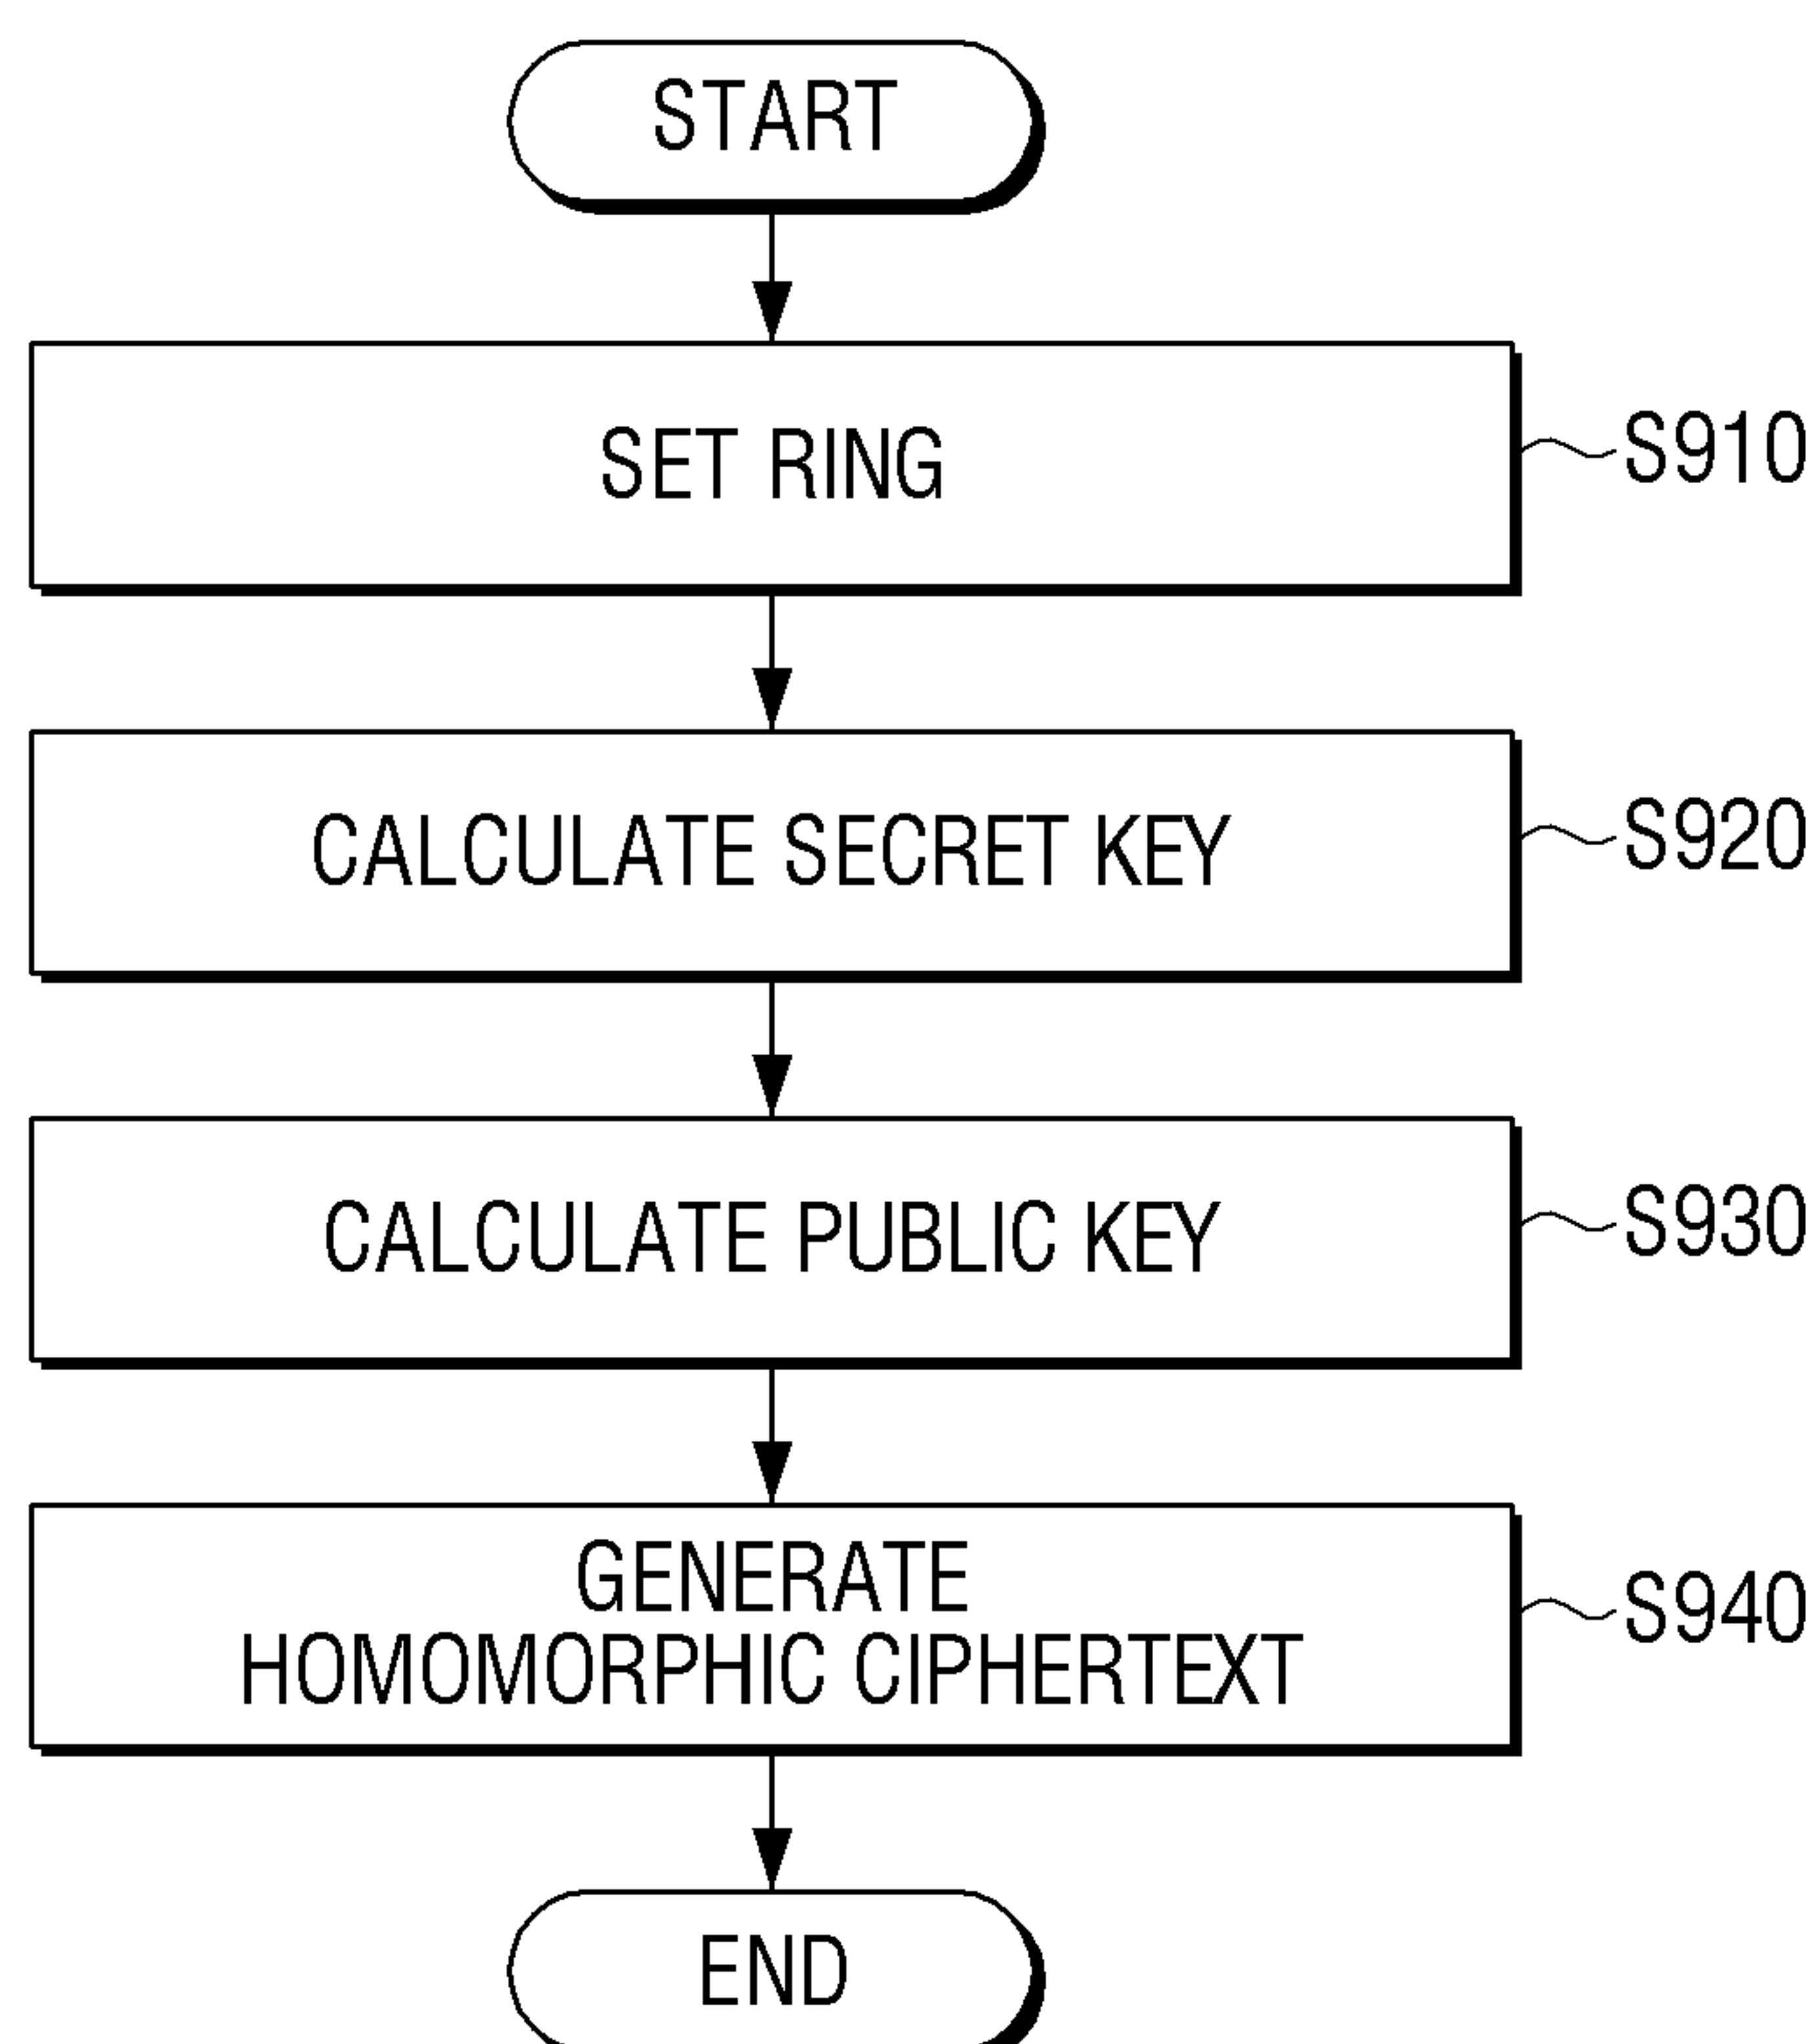 START
SET RING
S910
CALCULATE SECRET KEY
S920
CALCULATE PUBLIC KEY
S930
GENERATE
HOMOMORPHIC CIPHERTEXT
S940
END